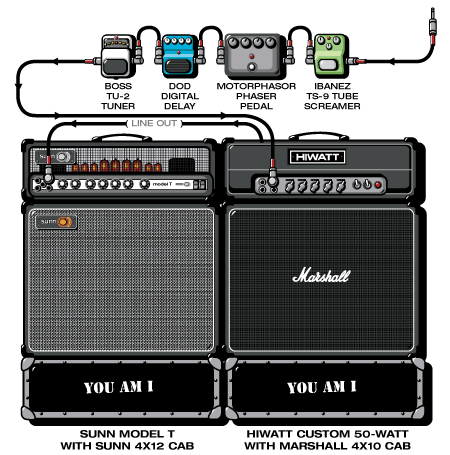 BOSS
TU-2
TUNER
DOD
DIGITAL
DELAY
MOTORPHASOR
PHASER
PEDAL
IBANEZ
TS-9 TUBE
SCREAMER
( LINE OUT )
sunn
HIWATT
model T
sunn
Marshall
YOU AM I
YOU AM I
SUNN MODEL T
WITH SUNN 4X12 CAB
HIWATT CUSTOM 50-WATT
WITH MARSHALL 4X10 CAB